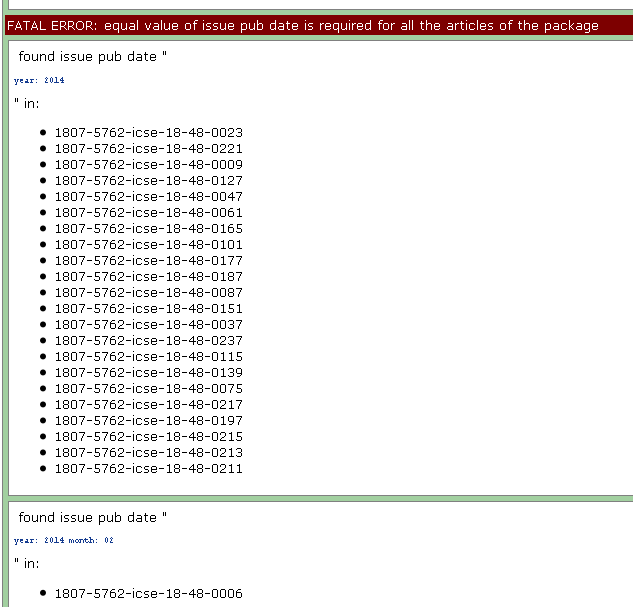 FATAL ERROR: equal value of issue pub date is required for all the articles of the package
found issue pub date "
year: 2014
" in:
1807-5762-icse-18-48-0023
1807-5762-icse-18-48-0221
1807-5762-icse-18-48-0009
1807-5762-icse-18-48-0127
1807-5762-icse-18-48-0047
1807-5762-icse-18-48-0061
1807-5762-icse-18-48-0165
1807-5762-icse-18-48-0101
1807-5762-icse-18-48-0177
1807-5762-icse-18-48-0187
1807-5762-icse-18-48-0087
1807-5762-icse-18-48-0151
1807-5762-icse-18-48-0037
1807-5762-icse-18-48-0237
1807-5762-icse-18-48-0115
1807-5762-icse-18-48-0139
1807-5762-icse-18-48-0075
1807-5762-icse-18-48-0217
1807-5762-icse-18-48-0197
1807-5762-icse-18-48-0215
1807-5762-icse-18-48-0213
1807-5762-icse-18-48-0211
found issue pub date "
year: 2014 month: 02
" in:
1807-5762-icse-18-48-0006